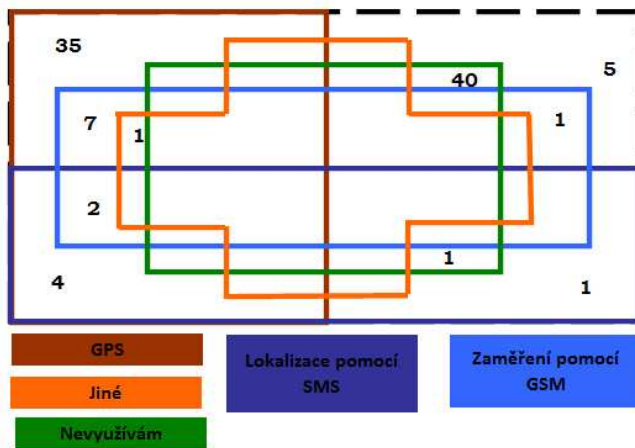 35
5
40
7
1
1
2
1
4
1
GPS
Jiné
Nevyužívám
Lokalizace pomocí
SMS
Zaměření pomocí
GSM